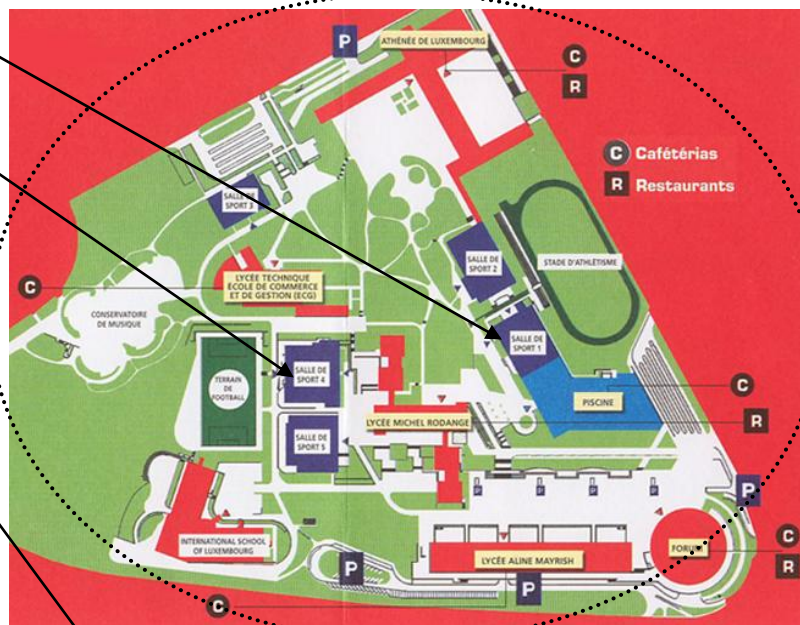 P
ATHÉNÉE DE LUXEMBOURG
C
R
C Cafétérias
R Restaurants
SALLE DE
SPORT 3
SALLE DE
SPORT 2
STADE D'ATHLÉTISME
C
LYCÉE TECHNIQUE
ÉCOLE DE COMMERCE
ET DE GESTION (ECG)
CONSERVATOIRE
DE MUSIQUE
SALLE DE
SPORT 1
TERRAIN
DE
FOOTBALL
SALLE DE
SPORT 4
PISCINE
C
LYCÉE MICHEL RODANGE
R
SALLE DE
SPORT 5
P
INTERNATIONAL SCHOOL
OF LUXEMBOURG
P
LYCÉE ALINE MAYRISH
FORUM
C
R
P
C